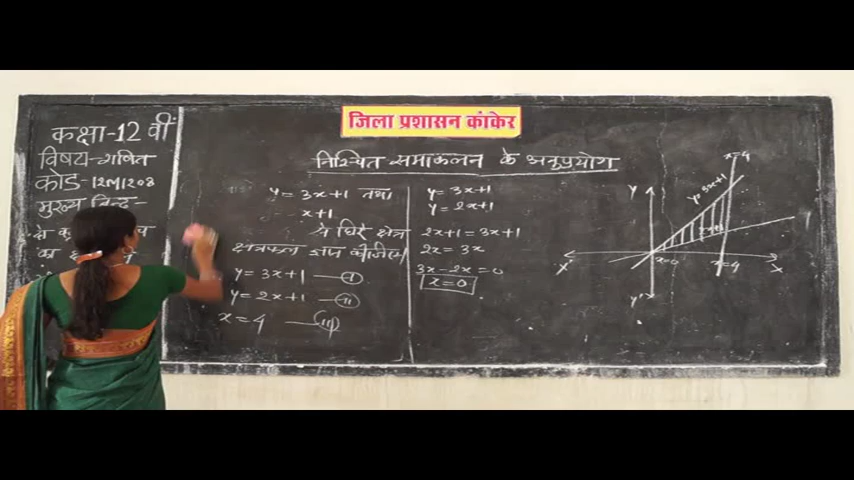 जिला प्रशासन कांकेर
कक्षा-12 वीं
विषय-गणित
कोड-12M1208
मुख्य बिन्दु-
निश्चित समाकलन के अनुप्रयोग
y = 3x+1 तथा
x+1
से घिरे क्षेत्र
क्षेत्रफल ज्ञात कीजिए
y = 3x+1 —(i)
y = 2x+1 —(ii)
x = 4 —(iii)
y = 3x+1
y = 2x+1
2x+1 = 3x+1
2x = 3x
3x-2x = 0
x = 0
x=4
y=3x+1
Y
x=0
x=4
X'
X
Y'